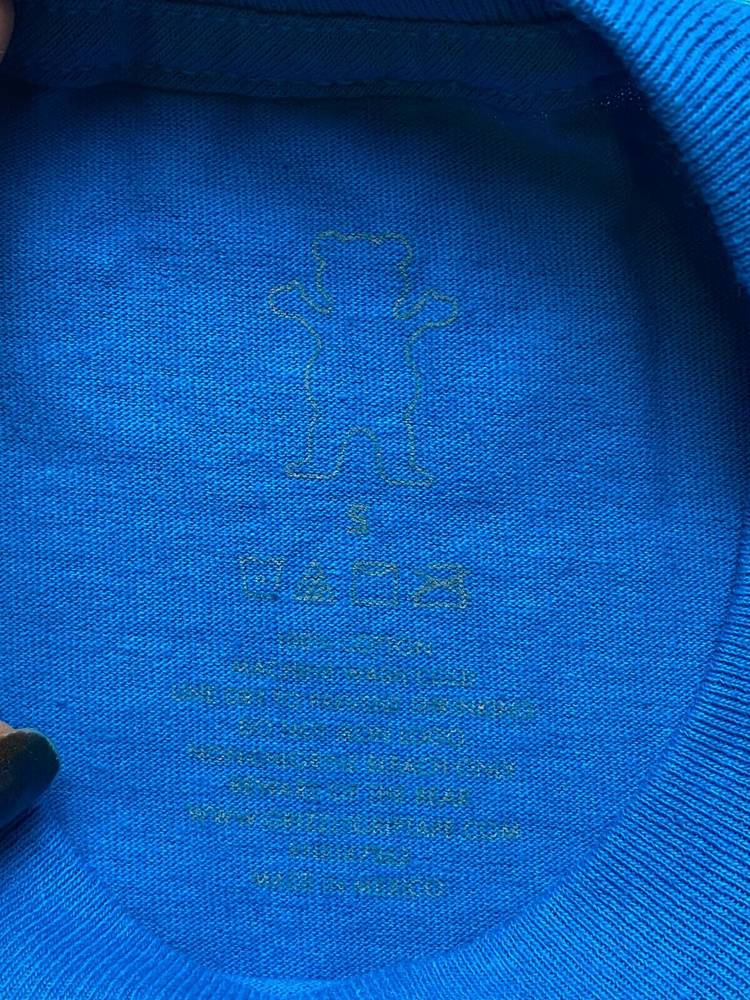 S
100% COTTON
MACHINE WASH COLD
LINE DRY TO PREVENT SHRINKING
DO NOT IRON LOGO
NONCHLORINE BLEACH ONLY
BEWARE OF THE BEAR
WWW.GRIZZLYGRIPTAPE.COM
MADE IN MEXICO